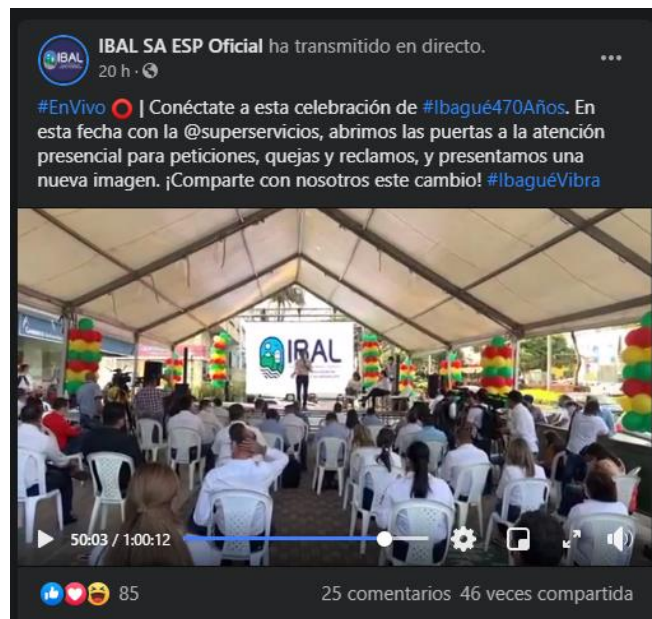 IBAL SA ESP Oficial ha transmitido en directo.
IBAL
20 h ·
#EnVivo ⭕ | Conéctate a esta celebración de #Ibagué470Años. En
esta fecha con la @superservicios, abrimos las puertas a la atención
presencial para peticiones, quejas y reclamos, y presentamos una
nueva imagen. ¡Comparte con nosotros este cambio! #IbaguéVibra
IBAL
50:03 / 1:00:12
85
25 comentarios 46 veces compartida